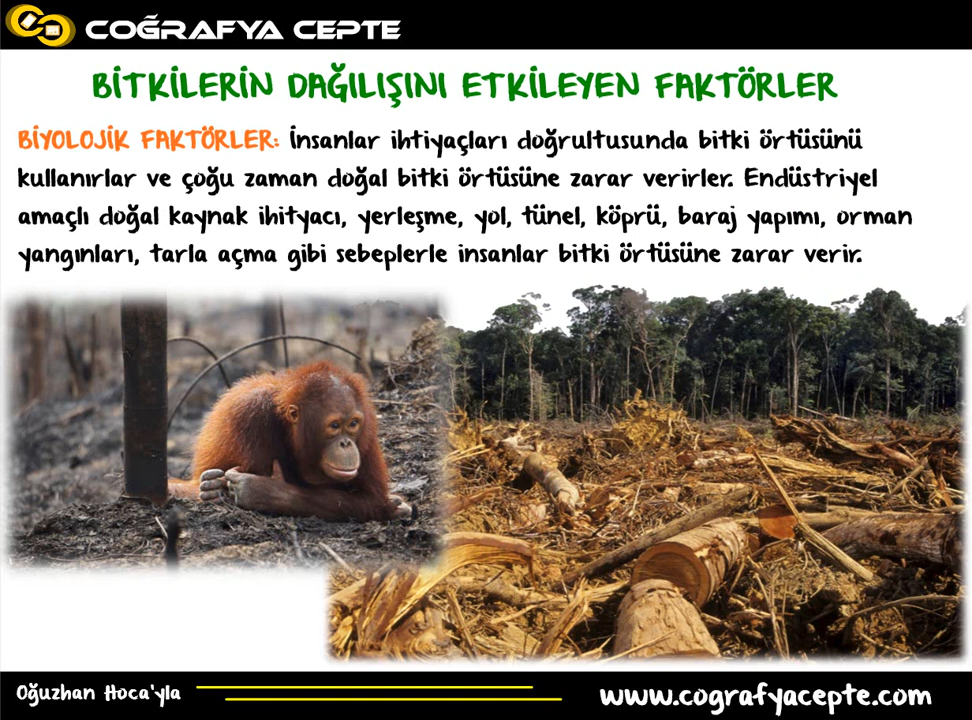 COĞRAFYA CEPTE
BİTKİLERİN DAĞILIŞINI ETKİLEYEN FAKTÖRLER
BİYOLOJİK FAKTÖRLER: İnsanlar ihtiyaçları doğrultusunda bitki örtüsünü
kullanırlar ve çoğu zaman doğal bitki örtüsüne zarar verirler. Endüstriyel
amaçlı doğal kaynak ihityacı, yerleşme, yol, tünel, köprü, baraj yapımı, orman
yangınları, tarla açma gibi sebeplerle insanlar bitki örtüsüne zarar verir.
Oğuzhan Hoca'yla
www.cografyacepte.com